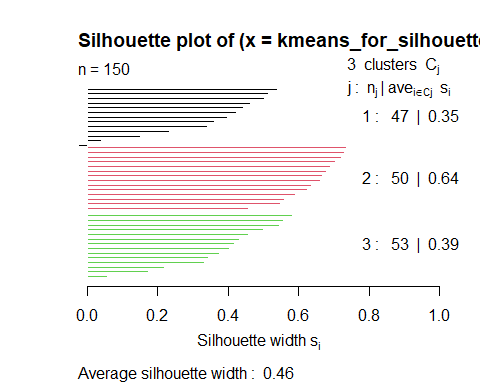 Silhouette plot of (x = kmeans_for_silhouette
n = 150
3 clusters Cj
j : nj | avei∈Cj si
1 : 47 | 0.35
2 : 50 | 0.64
3 : 53 | 0.39
0.0 0.2 0.4 0.6 0.8 1.0
Silhouette width si
Average silhouette width : 0.46